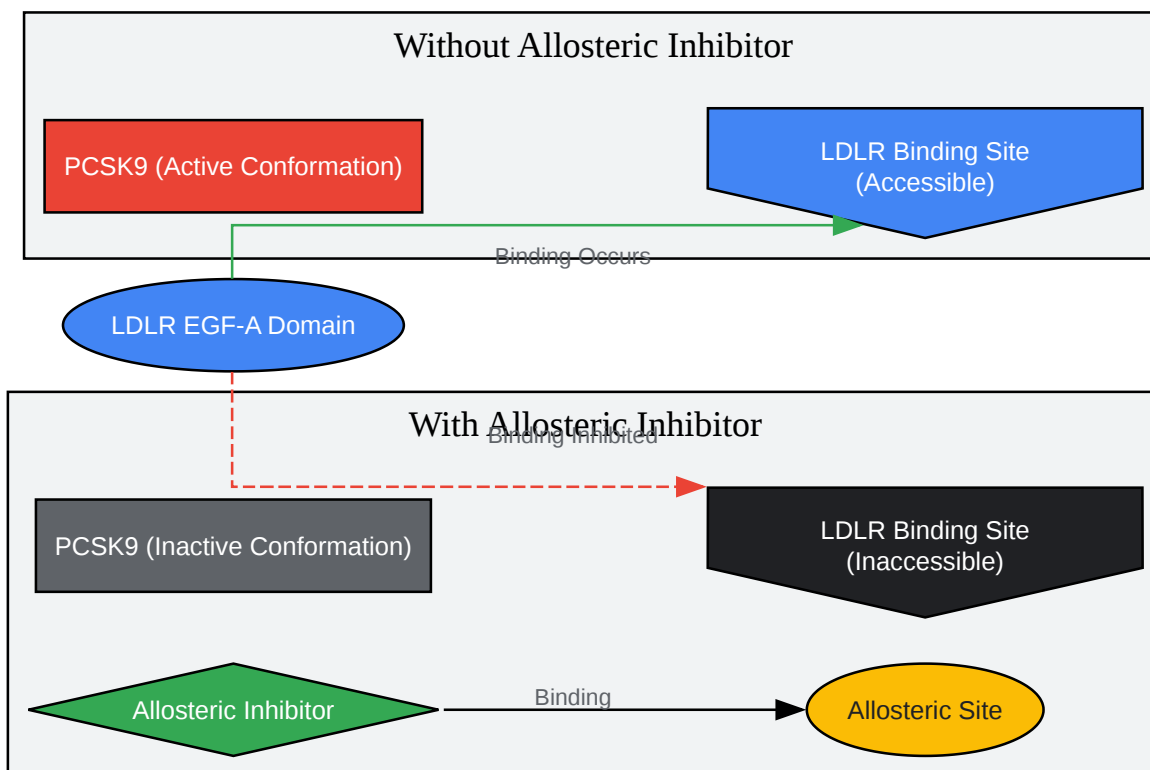 Without Allosteric Inhibitor
PCSK9 (Active Conformation)
LDLR Binding Site
(Accessible)
Binding Occurs
LDLR EGF-A Domain
With Allosteric Inhibitor
Binding Inhibited
PCSK9 (Inactive Conformation)
LDLR Binding Site
(Inaccessible)
Allosteric Inhibitor
Binding
Allosteric Site